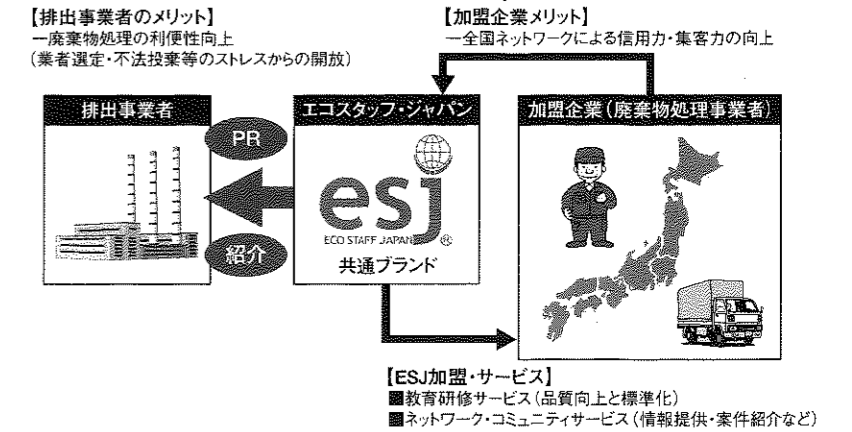 【排出事業者のメリット】
―廃棄物処理の利便性向上
(業者選定・不法投棄等のストレスからの開放)
【加盟企業メリット】
―全国ネットワークによる信用力・集客力の向上
排出事業者
PR
紹介
エコスタッフ・ジャパン
esj
ECO STAFF JAPAN ®
共通ブランド
加盟企業(廃棄物処理事業者)
【ESJ加盟・サービス】
■教育研修サービス(品質向上と標準化)
■ネットワーク・コミュニティサービス(情報提供・案件紹介など)